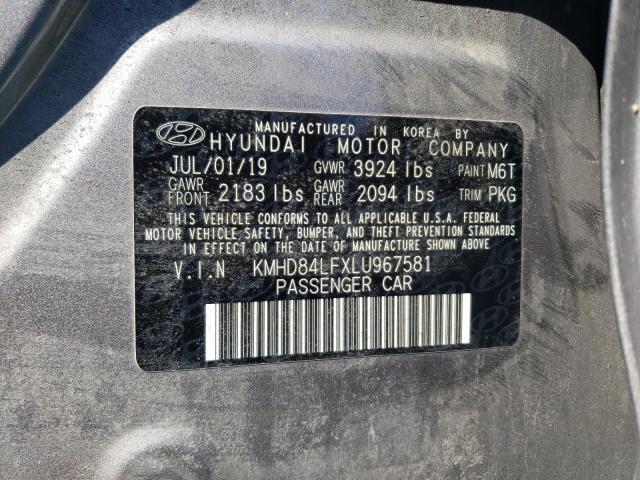 MANUFACTURED IN KOREA BY
HYUNDAI MOTOR COMPANY
JUL/01/19 GVWR 3924 lbs PAINT M6T
GAWR FRONT 2183 lbs GAWR REAR 2094 lbs TRIM PKG
THIS VEHICLE CONFORMS TO ALL APPLICABLE U.S.A. FEDERAL
MOTOR VEHICLE SAFETY, BUMPER, AND THEFT PREVENTION STANDARDS
IN EFFECT ON THE DATE OF MANUFACTURE SHOWN ABOVE.
V.I.N KMHD84LFXLU967581
PASSENGER CAR